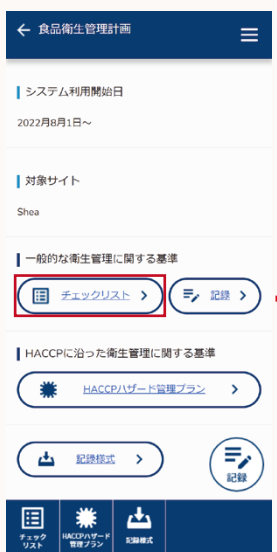 ← 食品衛生管理計画
システム利用開始日
2022月8月1日~
対象サイト
Shea
一般的な衛生管理に関する基準
チェックリスト
記録
HACCPに沿った衛生管理に関する基準
HACCPハザード管理プラン
記録様式
記録
チェック
リスト
HACCPハザード
管理プラン
記録様式